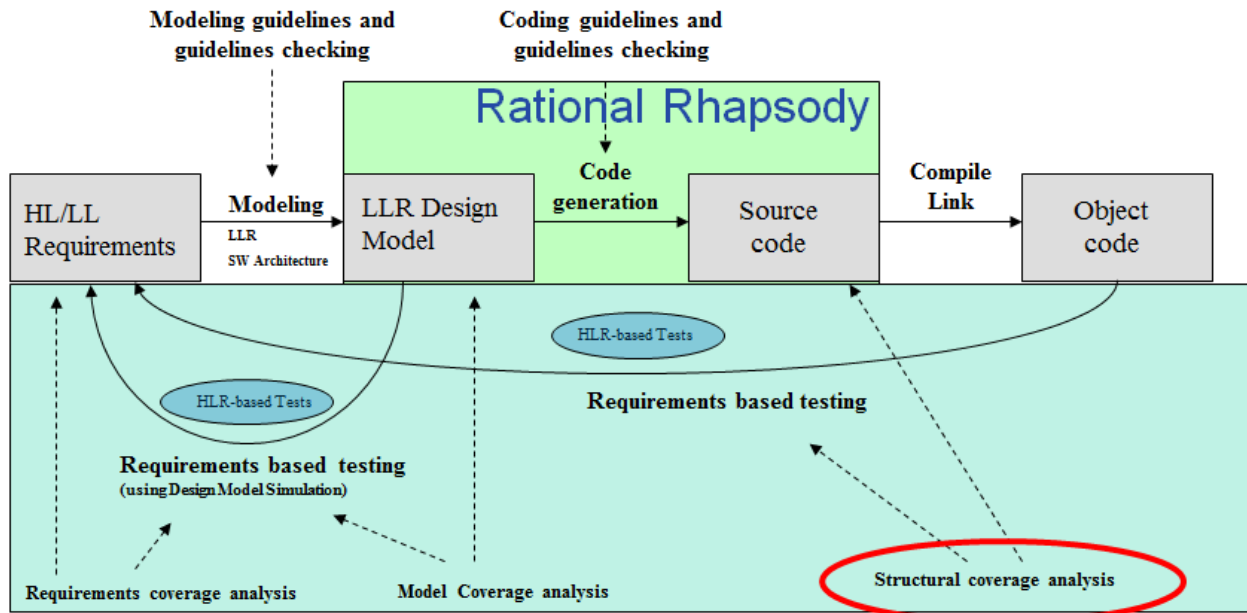 Modeling guidelines and
guidelines checking
Coding guidelines and
guidelines checking
Rational Rhapsody
HL/LL
Requirements
Modeling
LLR
SW Architecture
LLR Design
Model
Code
generation
Source
code
Compile
Link
Object
code
HLR-based Tests
HLR-based Tests
Requirements based testing
Requirements based testing
(using Design Model Simulation)
Requirements coverage analysis
Model Coverage analysis
Structural coverage analysis